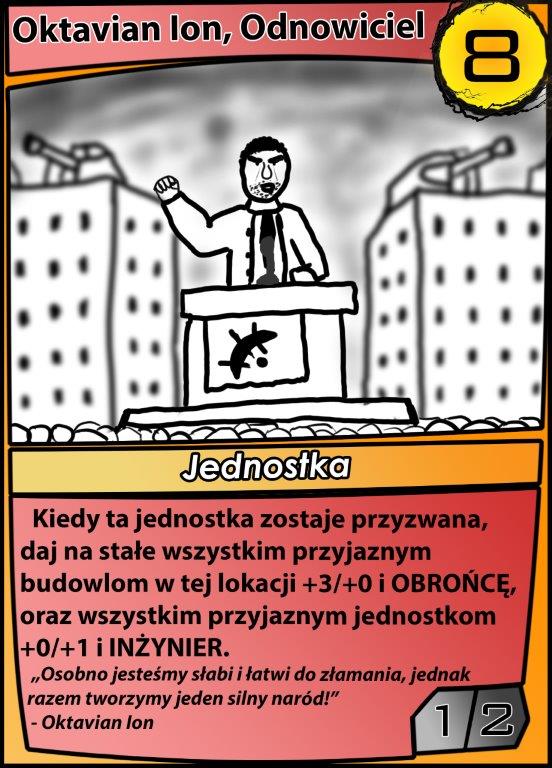 Oktavian Ion, Odnowiciel
8
Jednostka
Kiedy ta jednostka zostaje przyzwana,
daj na stałe wszystkim przyjaznym
budowlom w tej lokacji +3/+0 i OBROŃCĘ,
oraz wszystkim przyjaznym jednostkom
+0/+1 i INŻYNIER.
„Osobno jesteśmy słabi i łatwi do złamania, jednak
razem tworzymy jeden silny naród!”
- Oktavian Ion
1 2